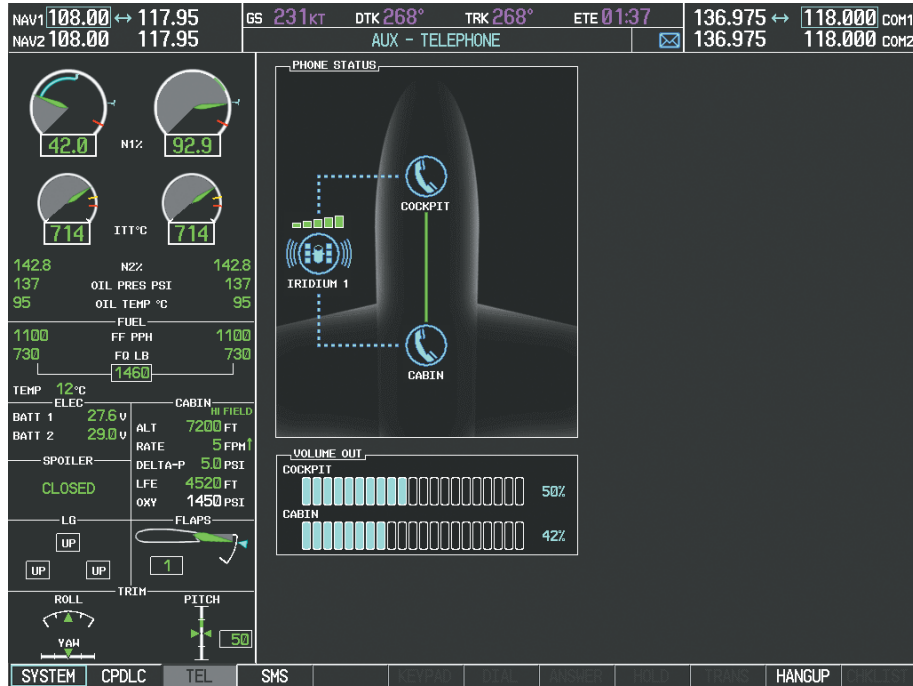 NAV1 108.00 ↔ 117.95
NAV2 108.00 117.95
GS 231KT DTK 268° TRK 268° ETE 01:37
AUX - TELEPHONE
136.975 ↔ 118.000 COM1
136.975 118.000 COM2
42.0 N1% 92.9
714 ITT°C 714
142.8 N2% 142.8
137 OIL PRES PSI 137
95 OIL TEMP °C 95
FUEL
1100 FF PPH 1100
730 FQ LB 730
1460
TEMP 12°C
ELEC
BATT 1 27.6 V
BATT 2 29.0 V
SPOILER
CLOSED
CABIN
HI FIELD
ALT 7200 FT
RATE 5 FPM↑
DELTA-P 5.0 PSI
LFE 4520 FT
OXY 1450 PSI
LG
UP
UP UP
FLAPS
1
TRIM
ROLL PITCH
YAW
50
PHONE STATUS
COCKPIT
IRIDIUM 1
CABIN
VOLUME OUT
COCKPIT
50%
CABIN
42%
SYSTEM CPDLC TEL SMS KEYPAD DIAL ANSWER HOLD TRANS HANGUP CHKLIST